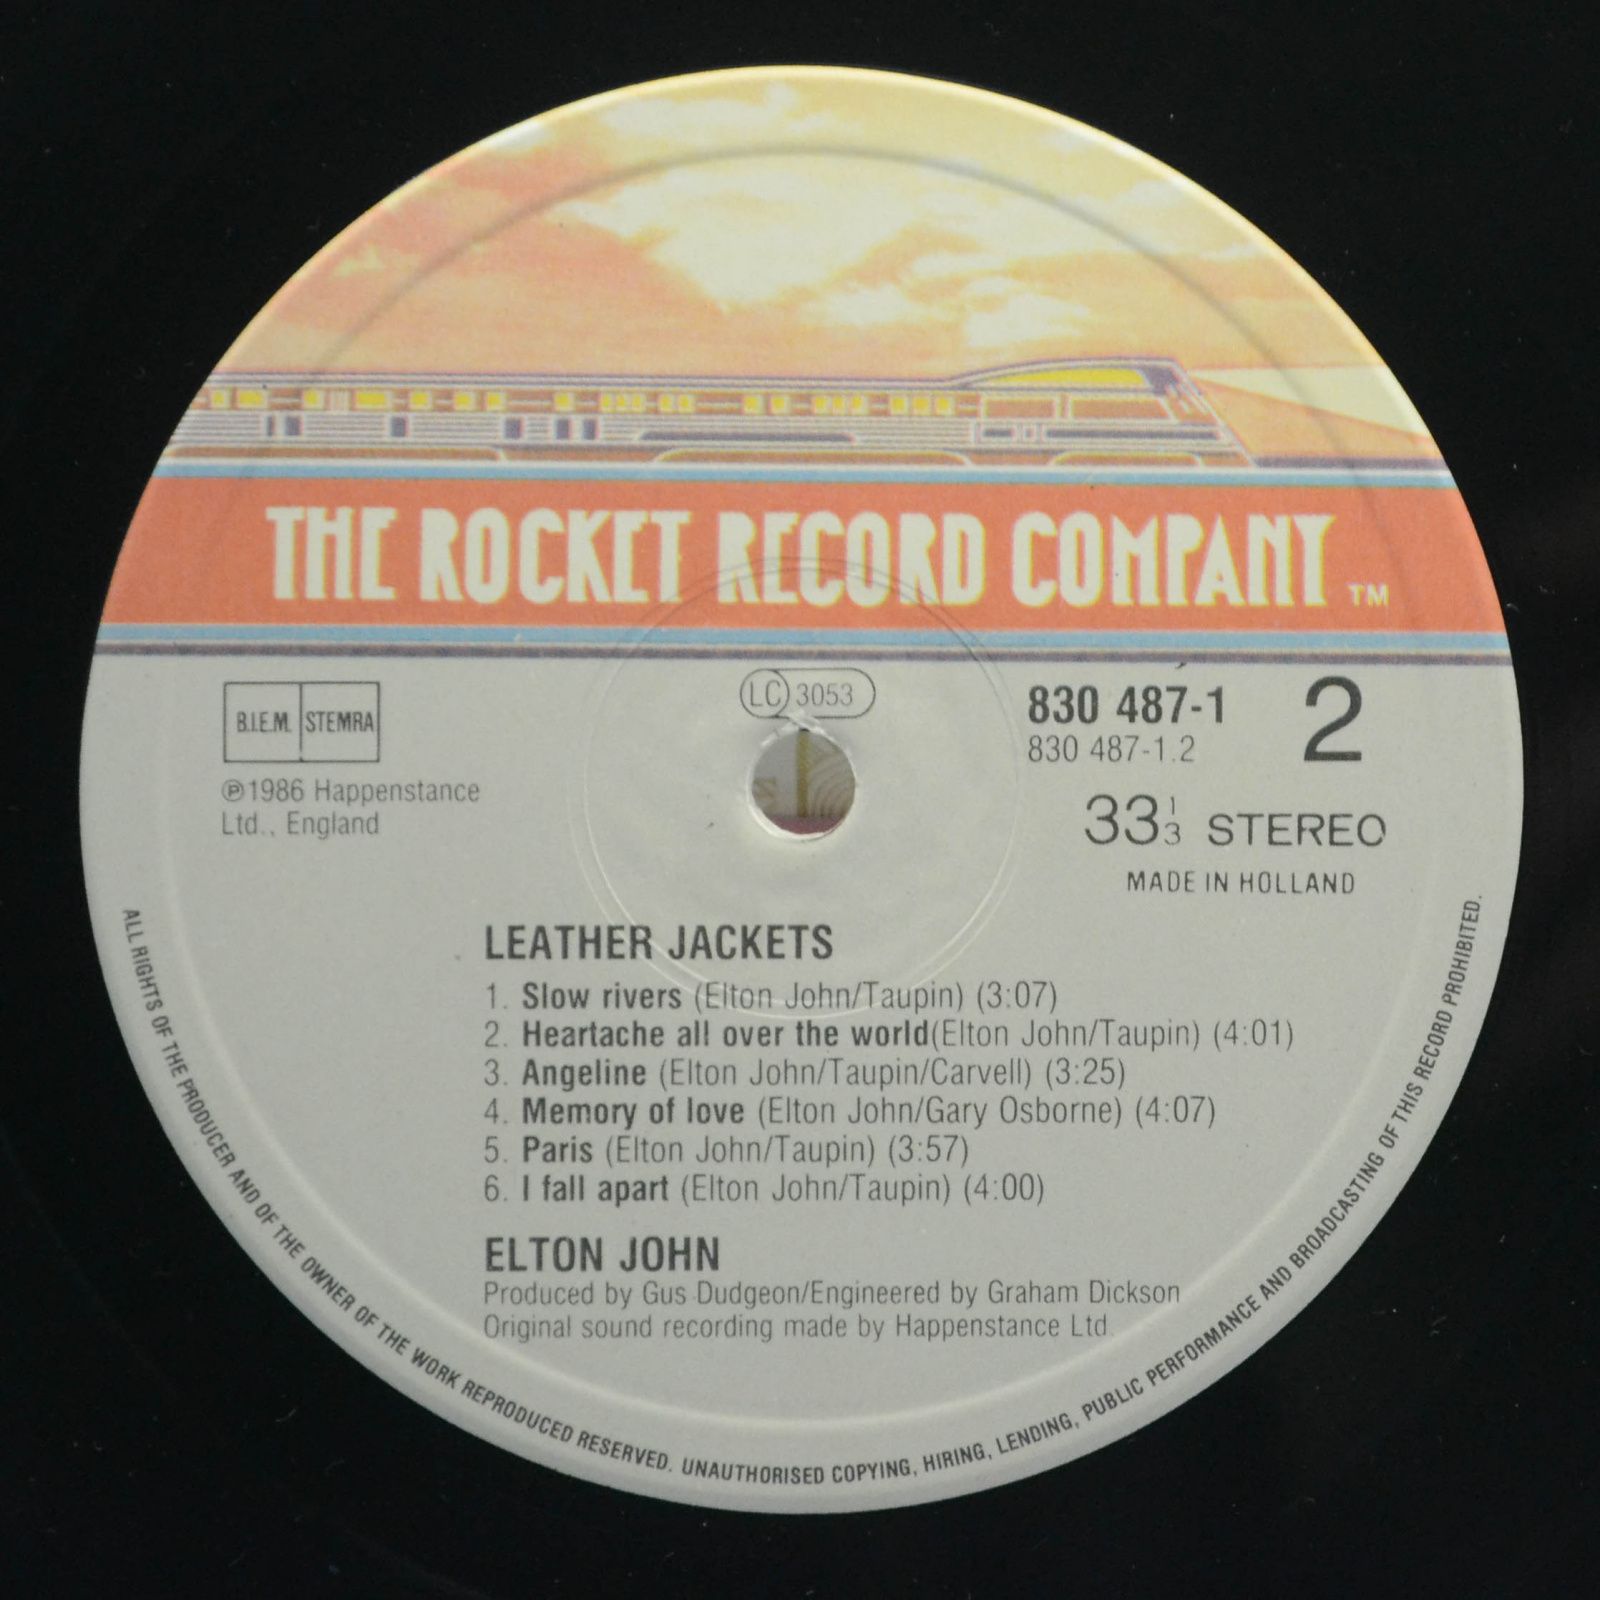 THE ROCKET RECORD COMPANY ™
B.I.E.M. STEMRA
LC 3053
830 487-1
830 487-1.2
2
℗1986 Happenstance
Ltd., England
33 1/3 STEREO
MADE IN HOLLAND
LEATHER JACKETS
1. Slow rivers (Elton John/Taupin) (3:07)
2. Heartache all over the world(Elton John/Taupin) (4:01)
3. Angeline (Elton John/Taupin/Carvell) (3:25)
4. Memory of love (Elton John/Gary Osborne) (4:07)
5. Paris (Elton John/Taupin) (3:57)
6. I fall apart (Elton John/Taupin) (4:00)
ELTON JOHN
Produced by Gus Dudgeon/Engineered by Graham Dickson
Original sound recording made by Happenstance Ltd.
ALL RIGHTS OF THE PRODUCER AND OF THE OWNER OF THE WORK REPRODUCED RESERVED. UNAUTHORISED COPYING, HIRING, LENDING, PUBLIC PERFORMANCE AND BROADCASTING OF THIS RECORD PROHIBITED.